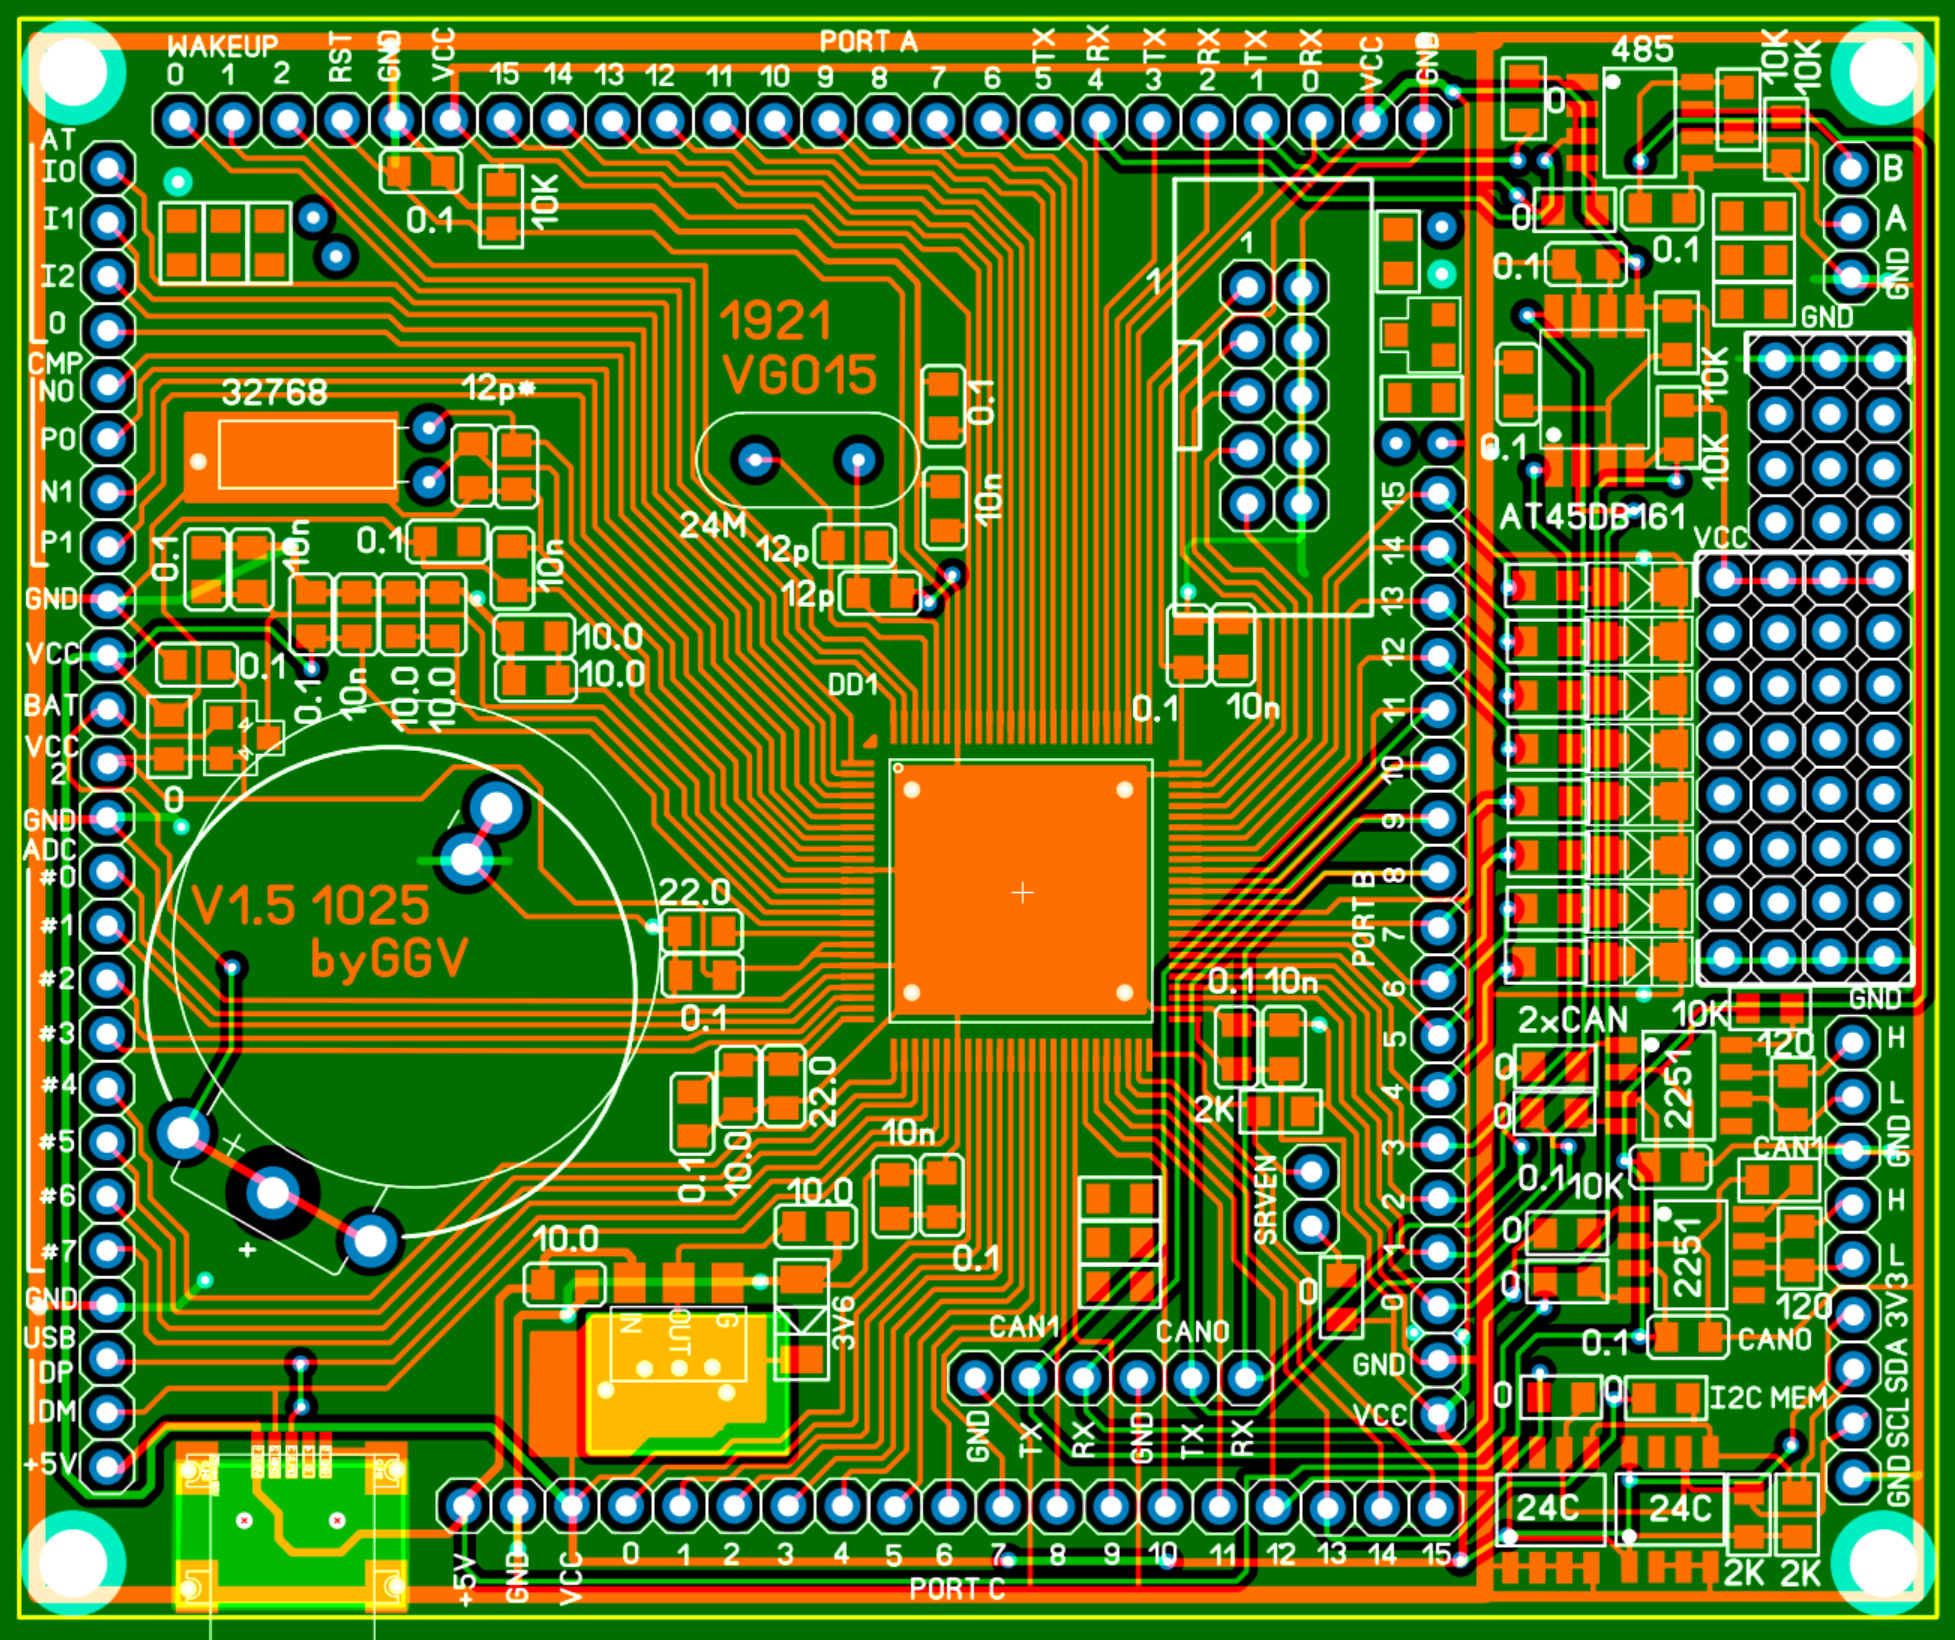 WAKEUP
0 1 2 RST GND VCC
PORT A
15 14 13 12 11 10 9 8 7 6 5 4 3 2 1 0
TX RX TX RX TX RX VCC GND
485
10K
10K
0
AT
I0
I1
I2
0
CMP
N0
P0
N1
P1
GND
VCC
BAT
VCC
2
GND
ADC
#0
#1
#2
#3
#4
#5
#6
#7
GND
USB
DP
DM
+5V
0.1
10K
1
1
0
0.1
0.1
B
A
GND
GND
1921
VG015
32768
12p*
0.1
10n
24M
12p
12p
0.1
10K
10K
AT45DB161
VCC
0.1
10n
0.1
10n
10.0
10.0
0.1
0.1
10n
10.0
10.0
DD1
0.1
10n
0
V1.5 1025
byGGV
22.0
0.1
15
14
13
12
11
10
9
8
7
6
5
4
3
2
1
0
PORT B
GND
VCC
0.1 10n
2K
SRVEN
0
22.0
0.1
10.0
10n
10.0
0.1
10.0
IN
OUT
G
3V6
CAN1
CAN0
GND TX RX GND TX RX
2xCAN
10K
GND
120
0
0
2251
CAN1
0.1
10K
0
0
2251
120
0.1
CAN0
H
L
GND
H
L
3V3
SDA
SCL
GND
0
0
I2C MEM
24C
24C
2K
2K
+5V GND VCC 0 1 2 3 4 5 6 7 8 9 10 11 12 13 14 15
PORT C